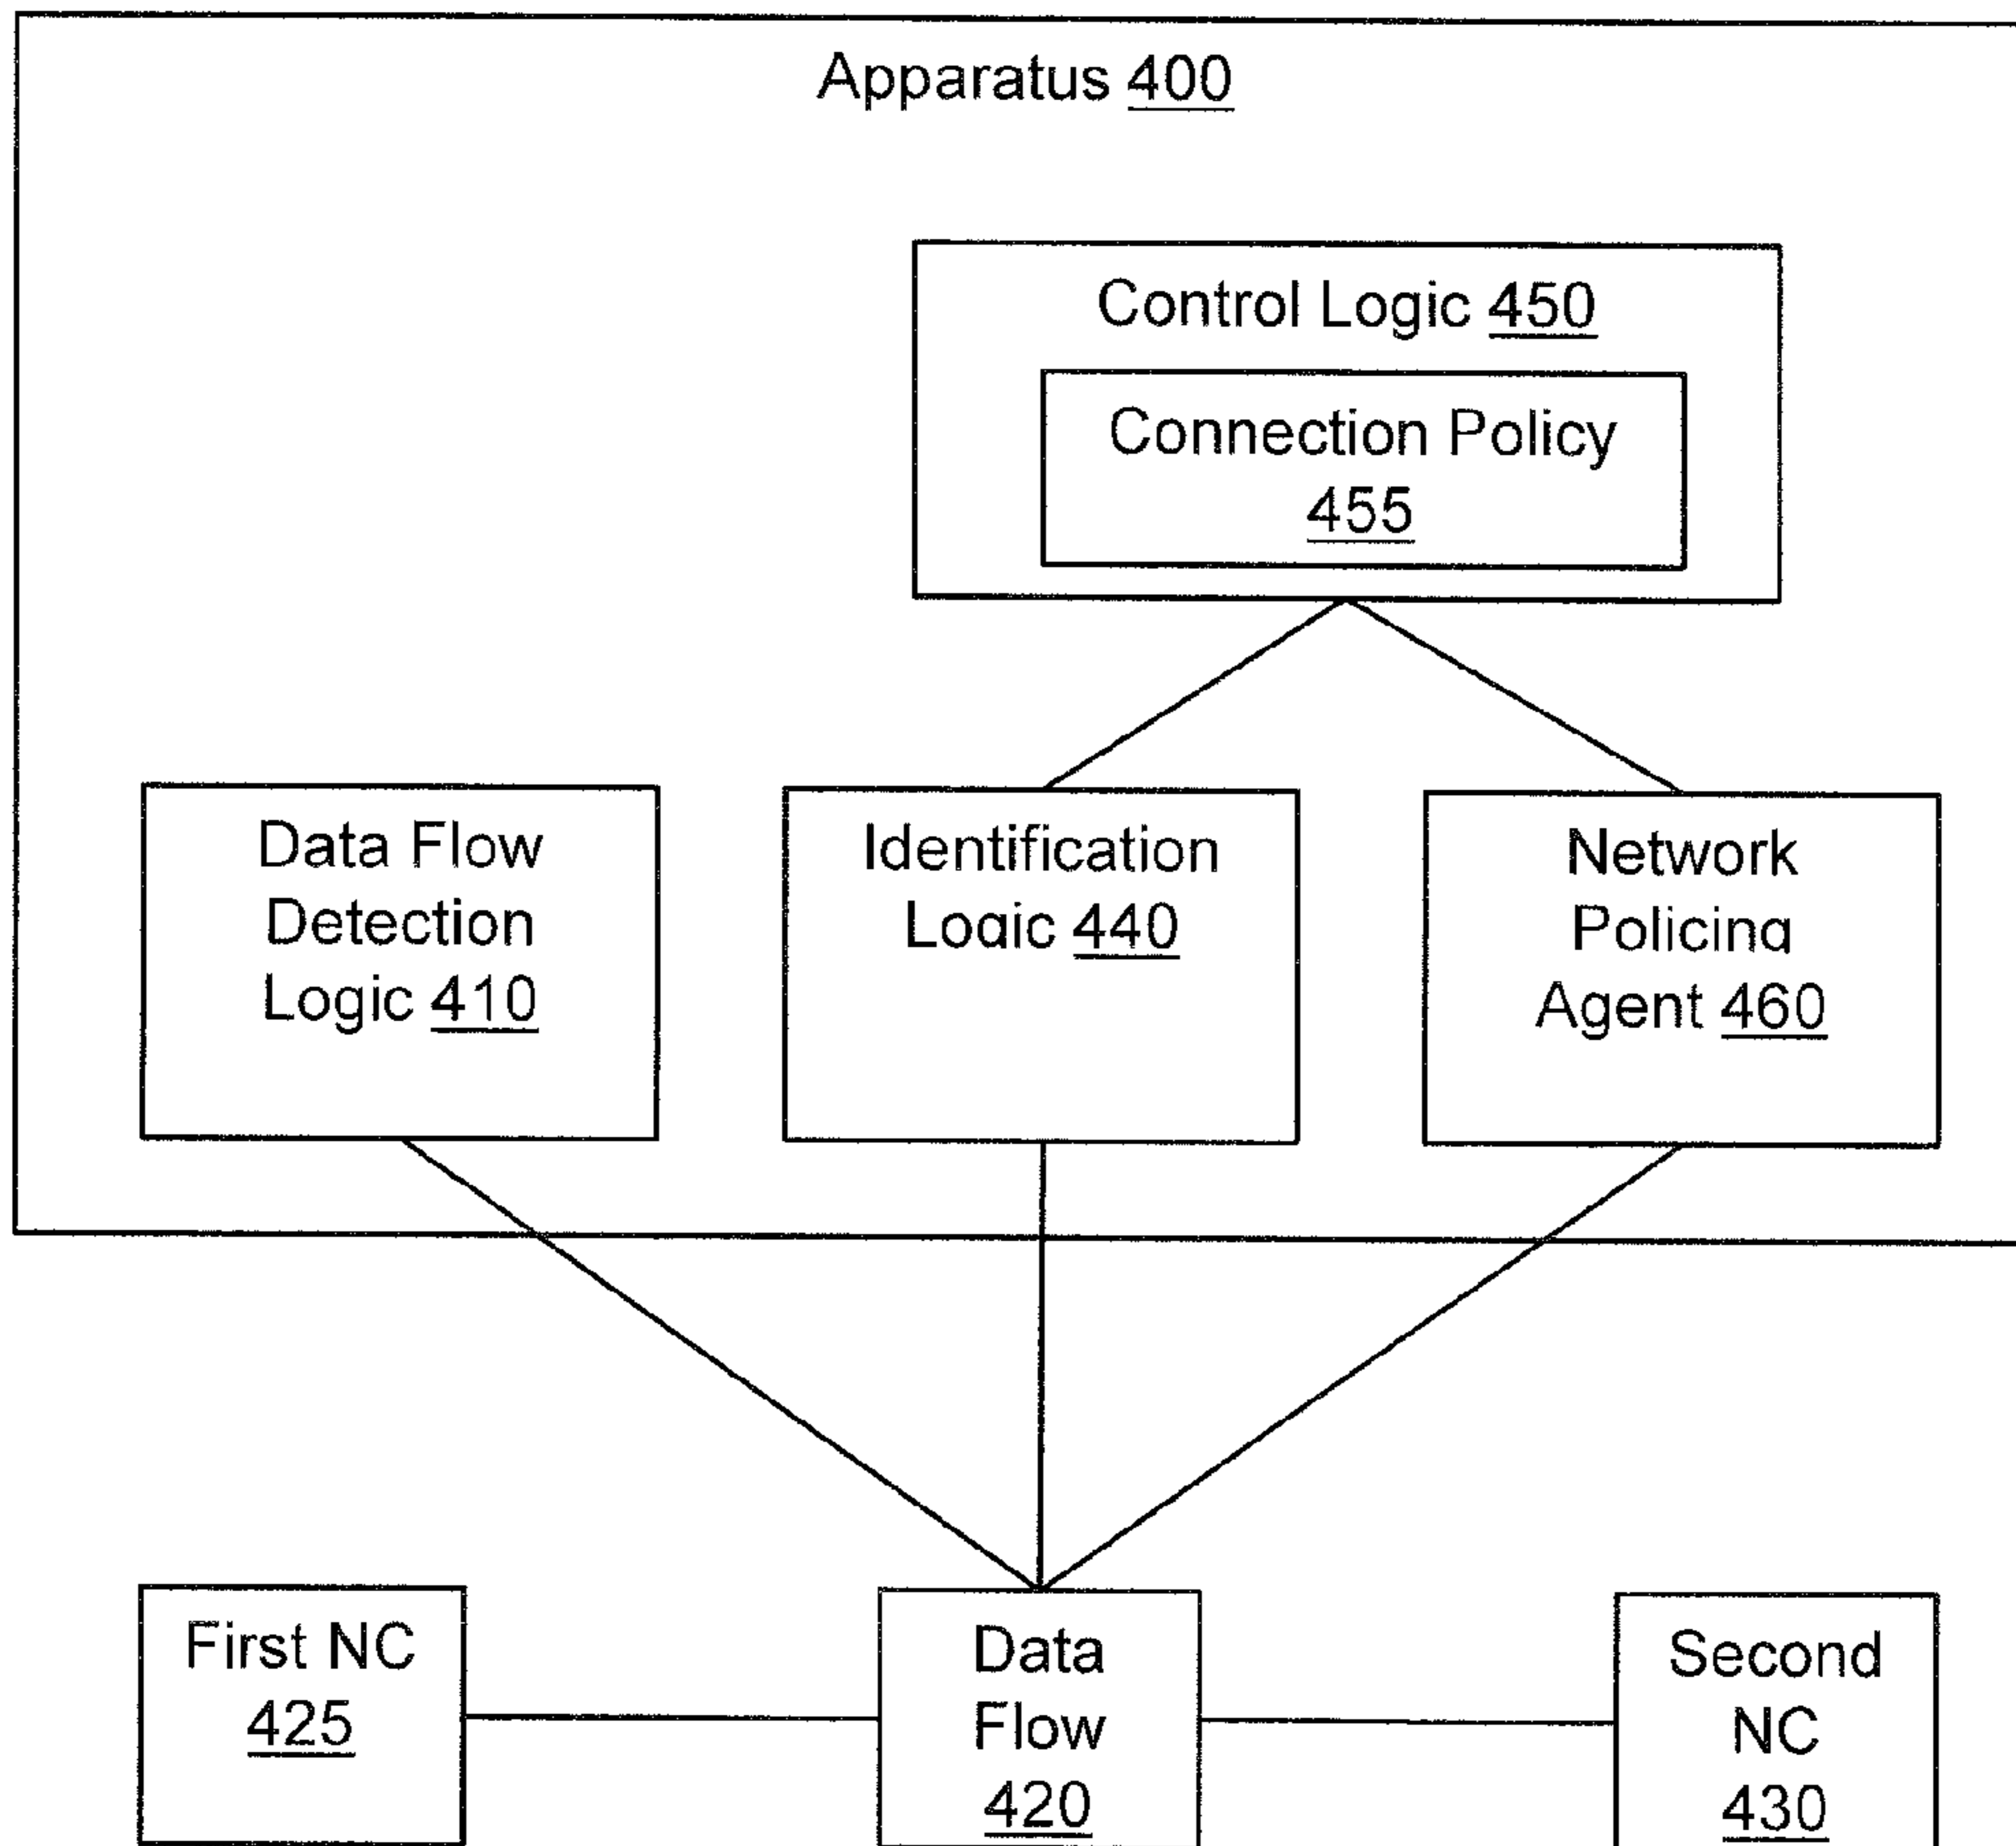 Apparatus 400
Control Logic 450
Connection Policy
455
Data Flow
Detection
Logic 410
Identification
Logic 440
Network
Policing
Agent 460
First NC
425
Data
Flow
420
Second
NC
430